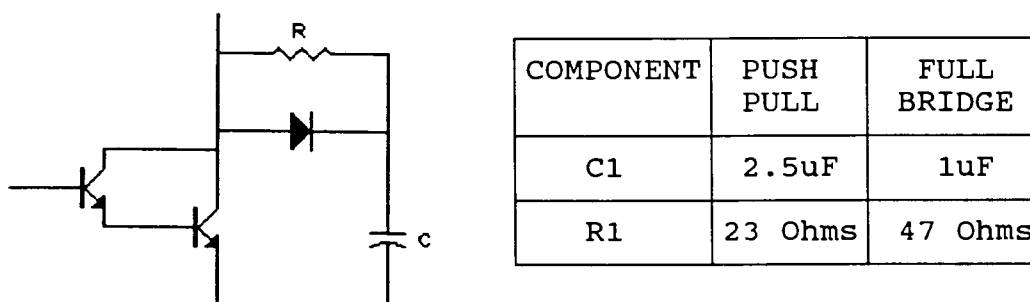 R
C
COMPONENT PUSH PULL FULL BRIDGE
C1 2.5uF 1uF
R1 23 Ohms 47 Ohms